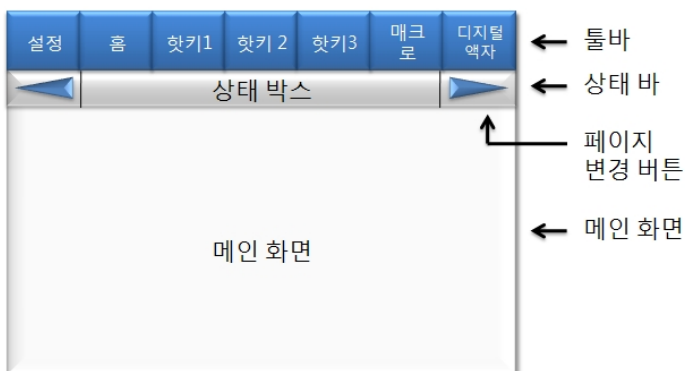 설정 홈 핫키1 핫키 2 핫키3 매크로 디지털 액자
툴바
상태 박스
상태 바
페이지
변경 버튼
메인 화면
메인 화면